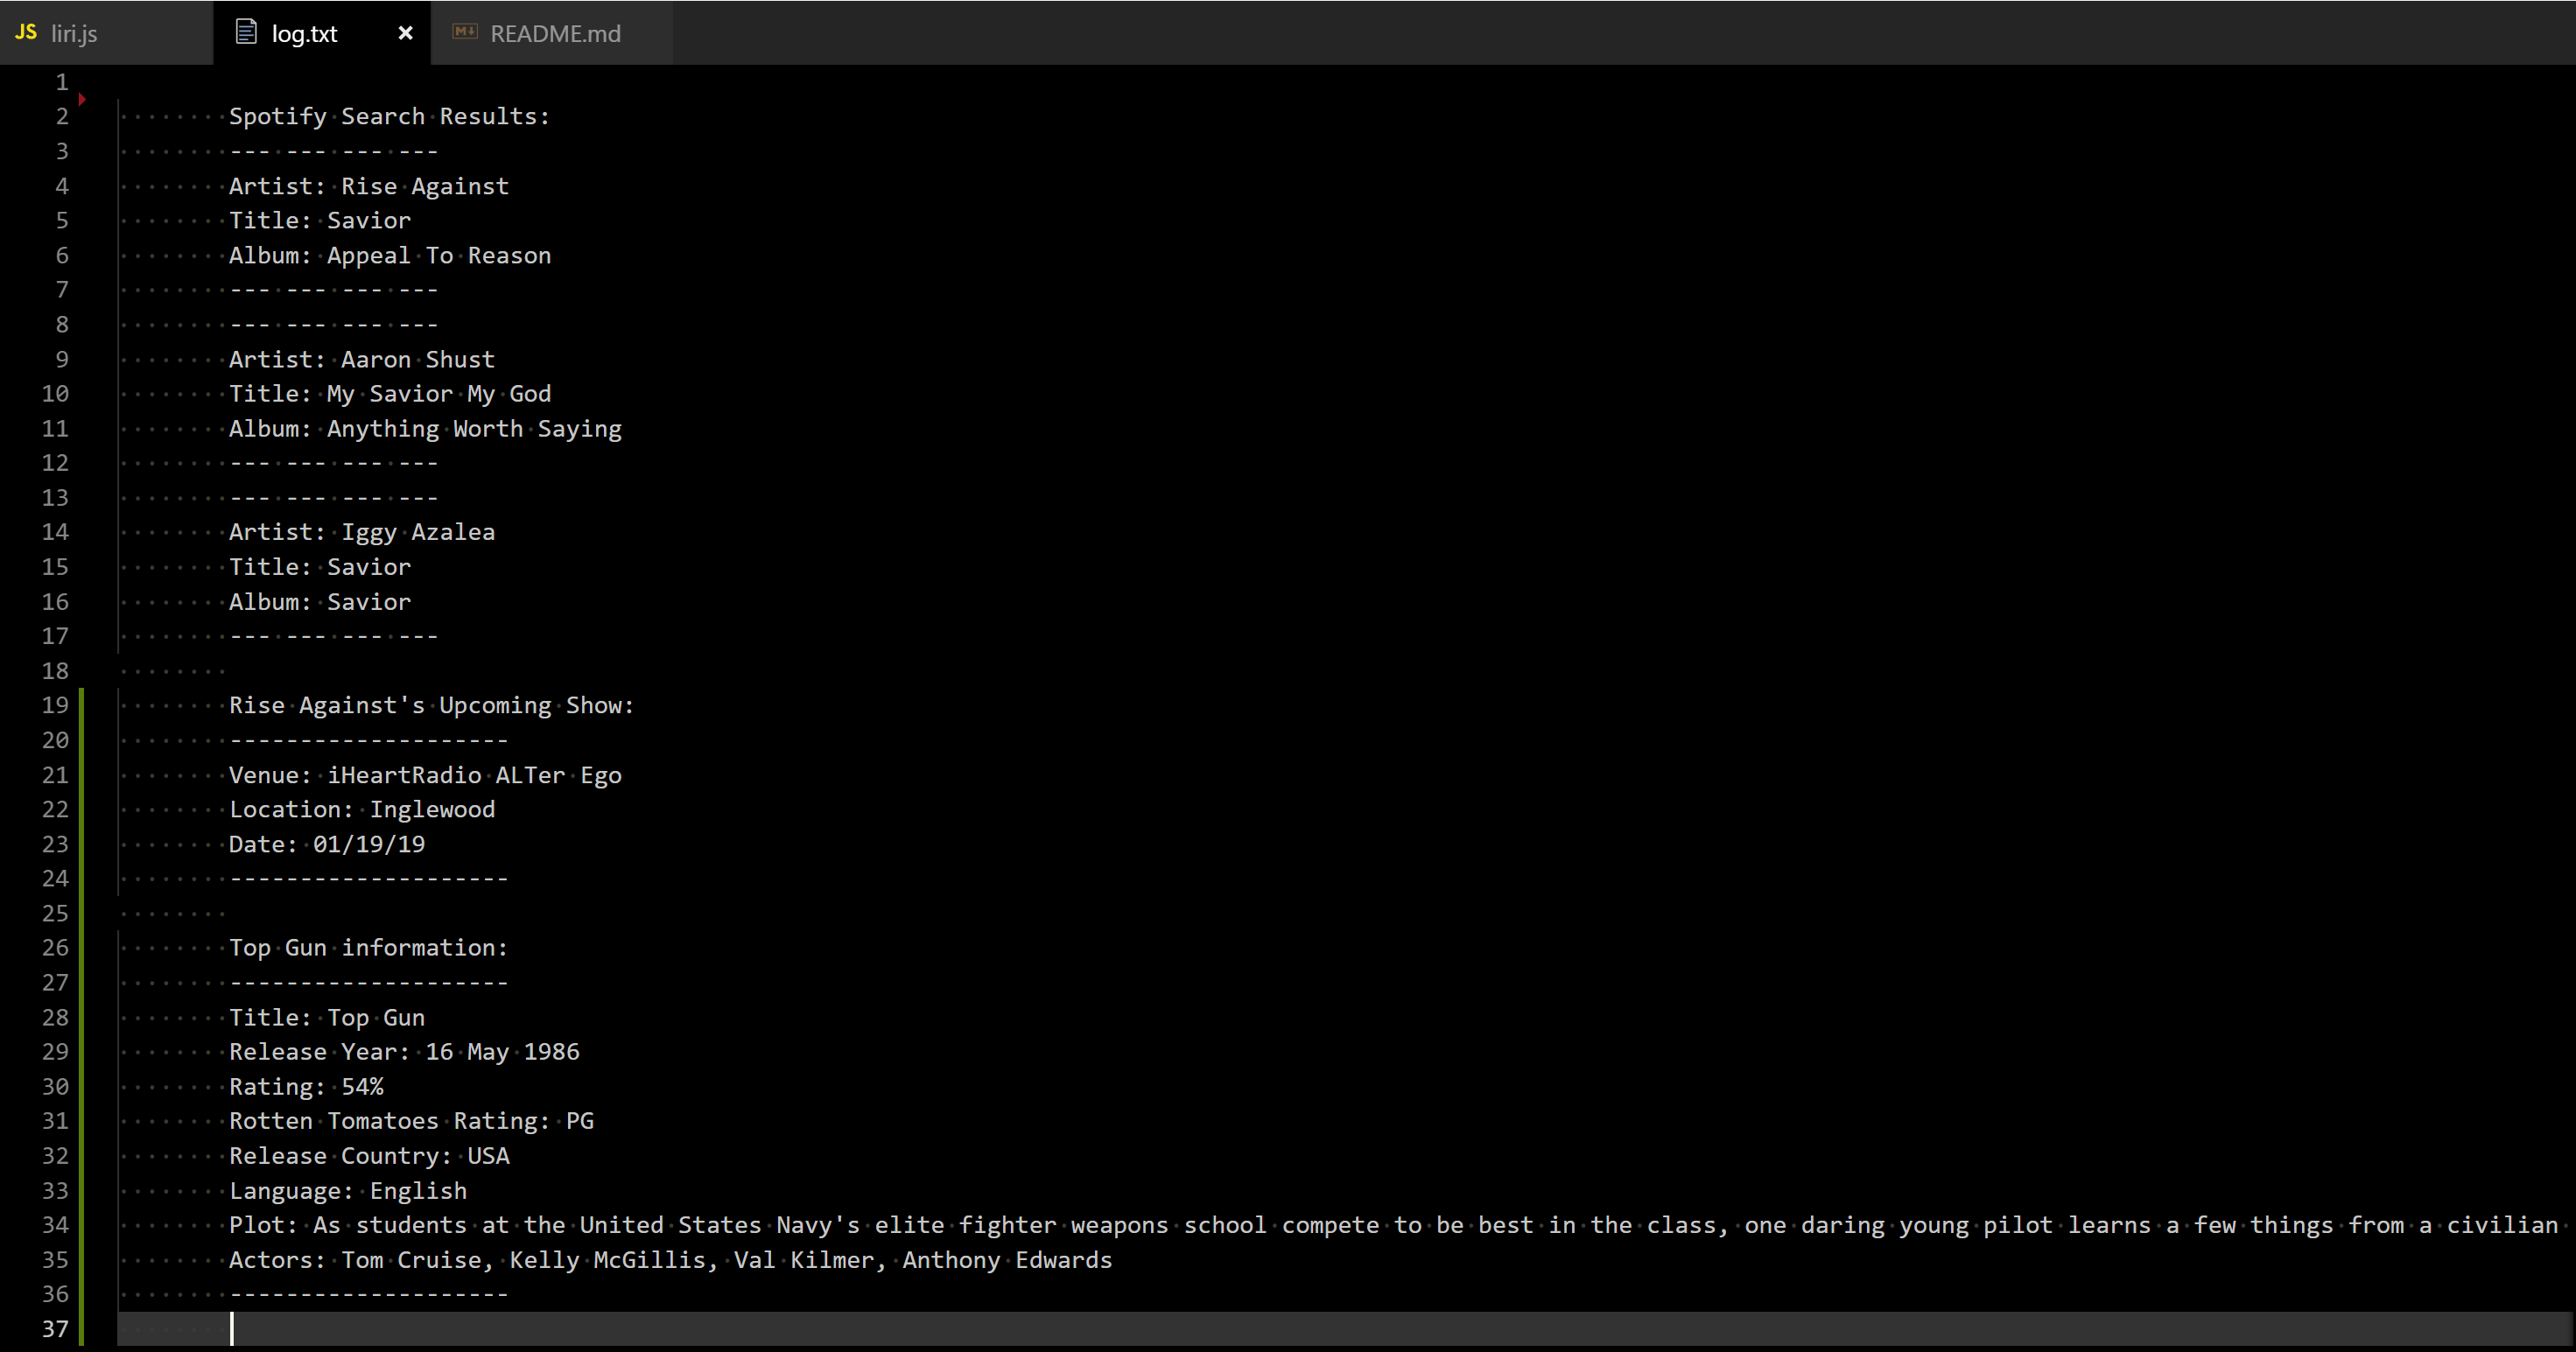 JS liri.js log.txt × M↓ README.md
1
2 Spotify Search Results:
3 --- --- --- ---
4 Artist: Rise Against
5 Title: Savior
6 Album: Appeal To Reason
7 --- --- --- ---
8 --- --- --- ---
9 Artist: Aaron Shust
10 Title: My Savior My God
11 Album: Anything Worth Saying
12 --- --- --- ---
13 --- --- --- ---
14 Artist: Iggy Azalea
15 Title: Savior
16 Album: Savior
17 --- --- --- ---
18
19 Rise Against's Upcoming Show:
20 --------------------
21 Venue: iHeartRadio ALTer Ego
22 Location: Inglewood
23 Date: 01/19/19
24 --------------------
25
26 Top Gun information:
27 --------------------
28 Title: Top Gun
29 Release Year: 16 May 1986
30 Rating: 54%
31 Rotten Tomatoes Rating: PG
32 Release Country: USA
33 Language: English
34 Plot: As students at the United States Navy's elite fighter weapons school compete to be best in the class, one daring young pilot learns a few things from a civilian
35 Actors: Tom Cruise, Kelly McGillis, Val Kilmer, Anthony Edwards
36 --------------------
37